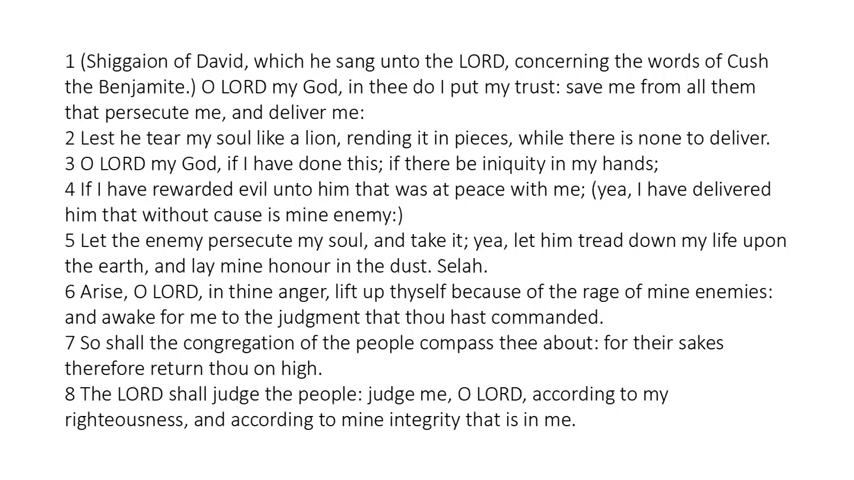 1 (Shiggaion of David, which he sang unto the LORD, concerning the words of Cush
the Benjamite.) O LORD my God, in thee do I put my trust: save me from all them
that persecute me, and deliver me:
2 Lest he tear my soul like a lion, rending it in pieces, while there is none to deliver.
3 O LORD my God, if I have done this; if there be iniquity in my hands;
4 If I have rewarded evil unto him that was at peace with me; (yea, I have delivered
him that without cause is mine enemy:)
5 Let the enemy persecute my soul, and take it; yea, let him tread down my life upon
the earth, and lay mine honour in the dust. Selah.
6 Arise, O LORD, in thine anger, lift up thyself because of the rage of mine enemies:
and awake for me to the judgment that thou hast commanded.
7 So shall the congregation of the people compass thee about: for their sakes
therefore return thou on high.
8 The LORD shall judge the people: judge me, O LORD, according to my
righteousness, and according to mine integrity that is in me.